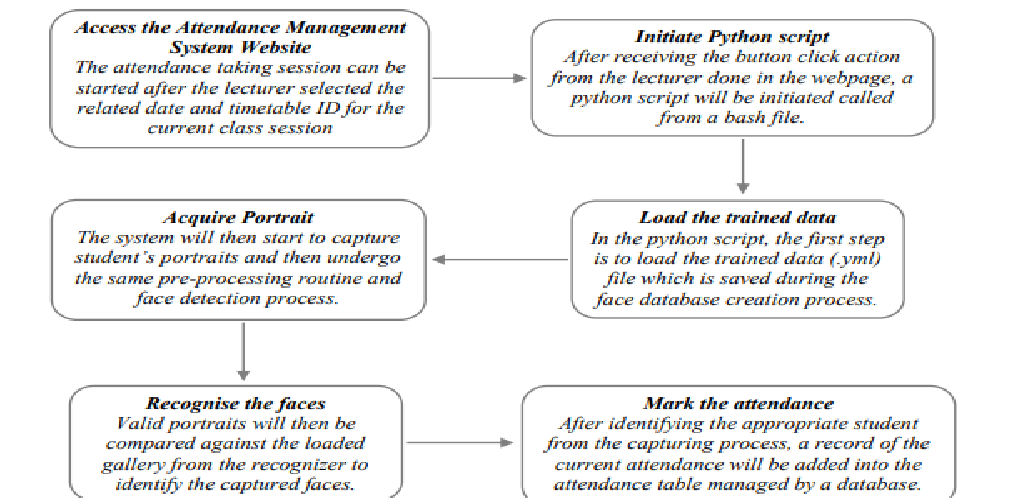 Access the Attendance Management
System Website
The attendance taking session can be
started after the lecturer selected the
related date and timetable ID for the
current class session
Initiate Python script
After receiving the button click action
from the lecturer done in the webpage, a
python script will be initiated called
from a bash file.
Load the trained data
In the python script, the first step
is to load the trained data (.yml)
file which is saved during the
face database creation process.
Acquire Portrait
The system will then start to capture
student's portraits and then undergo
the same pre-processing routine and
face detection process.
Recognise the faces
Valid portraits will then be
compared against the loaded
gallery from the recognizer to
identify the captured faces.
Mark the attendance
After identifying the appropriate student
from the capturing process, a record of the
current attendance will be added into the
attendance table managed by a database.